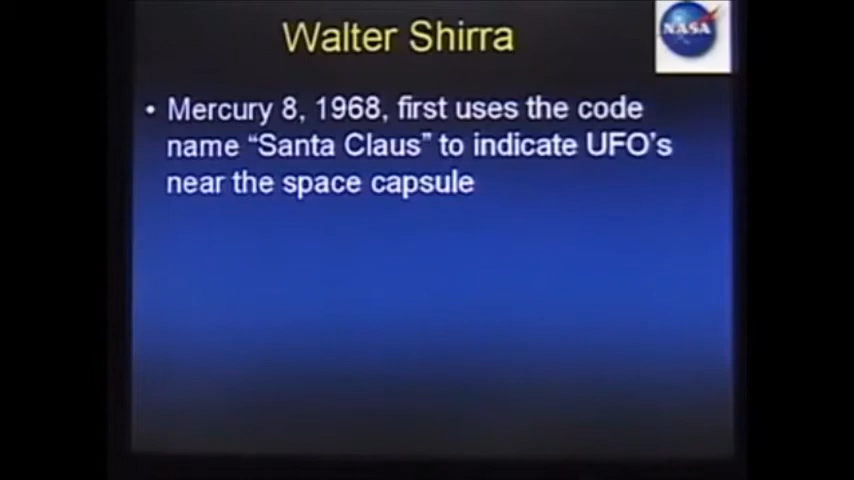 Walter Shirra
NASA
• Mercury 8, 1968, first uses the code
name “Santa Claus” to indicate UFO’s
near the space capsule